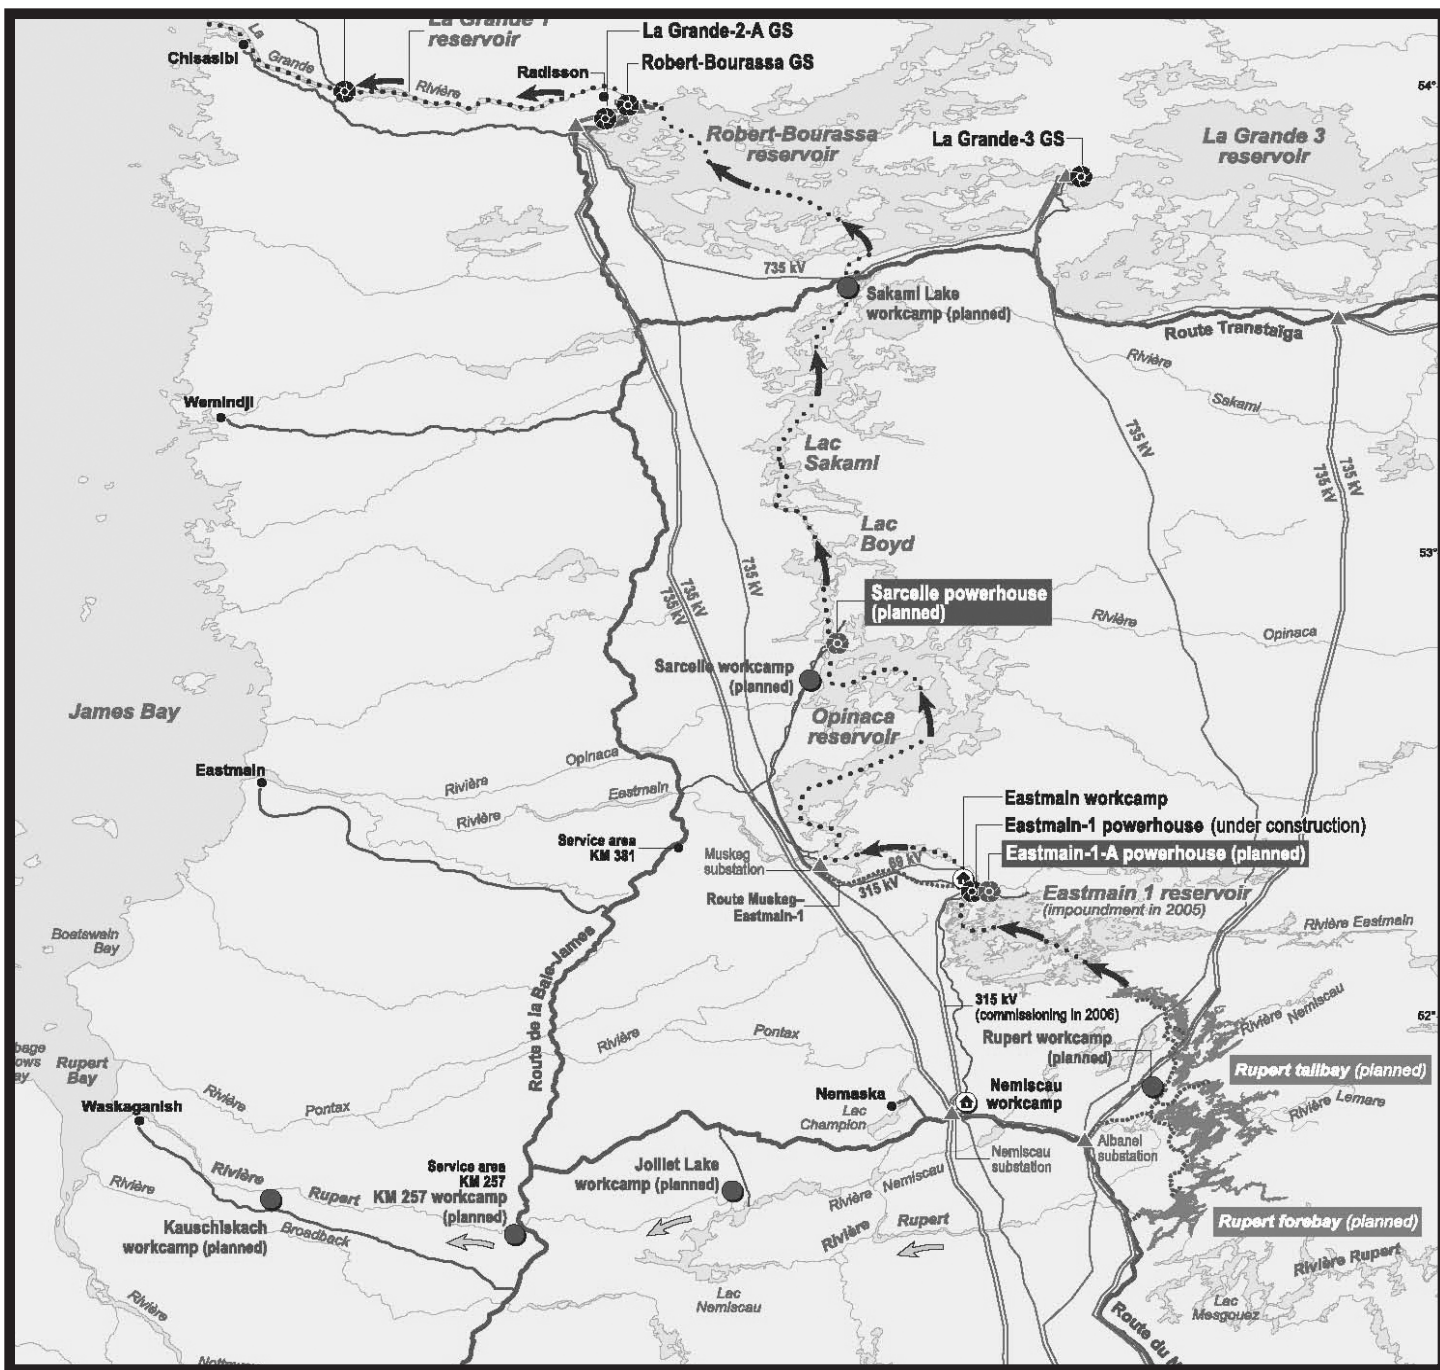 La Grande 1
reservoir
La Grande-2-A GS
Robert-Bourassa GS
La
Grande
Rivière
Chisasibi
Radisson
54°
Robert-Bourassa
reservoir
La Grande-3 GS
La Grande 3
reservoir
735 kV
Sakami Lake
workcamp (planned)
Route Transtaïga
Rivière
Sakami
Wemindji
735 kV
Lac
Sakami
735 kV
735 kV
Lac
Boyd
53°
735 kV
735 kV
735 kV
Sarcelle powerhouse
(planned)
Rivière
Opinaca
Sarcelle workcamp
(planned)
James Bay
Opinaca
reservoir
Opinaca
Rivière
Eastmain
Eastmain
Rivière
Eastmain workcamp
Eastmain-1 powerhouse (under construction)
Eastmain-1-A powerhouse (planned)
Service area
KM 381
Muskeg
substation
69 kV
315 kV
Route Muskeg–
Eastmain-1
Eastmain 1 reservoir
(impoundment in 2005)
Rivière Eastmain
Boatswain
Bay
Route de la Baie-James
315 kV
(commissioning in 2006)
Rivière Nemiscau
52°
Rivière
Pontax
Rupert workcamp
(planned)
Rupert
Bay
Rupert tailbay (planned)
Waskaganish
Rivière
Pontax
Nemaska
Lac
Champion
Nemiscau
workcamp
Rivière Lemare
Albanel
substation
Nemiscau
substation
Service area
KM 257
KM 257 workcamp
(planned)
Joillet Lake
workcamp (planned)
Rivière Nemiscau
Rivière
Rupert
Rivière
Broadback
Kauschiskach
workcamp (planned)
Rivière
Rupert
Rupert forebay (planned)
Rivière Rupert
Lac
Nemiscau
Lac
Mesgouez
Rivière
Route du